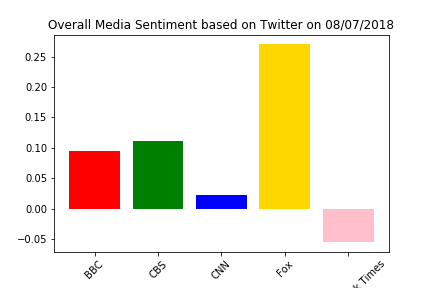 Overall Media Sentiment based on Twitter on 08/07/2018
0.25
0.20
0.15
0.10
0.05
0.00
−0.05
BBC
CBS
CNN
Fox
Times